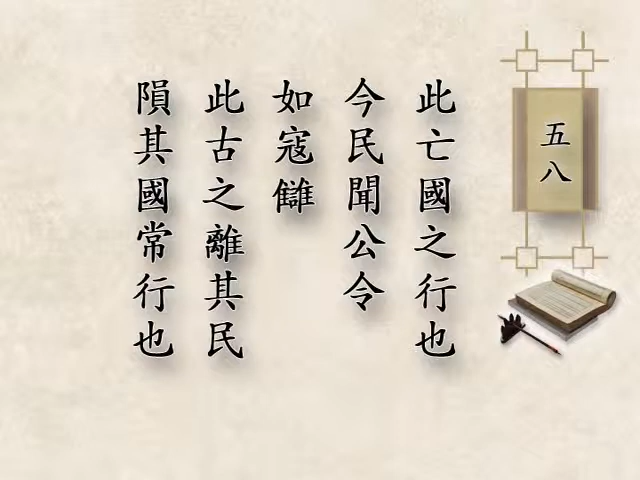 五八
此亡國之行也
今民聞公令
如寇讎
此古之離其民
隕其國常行也